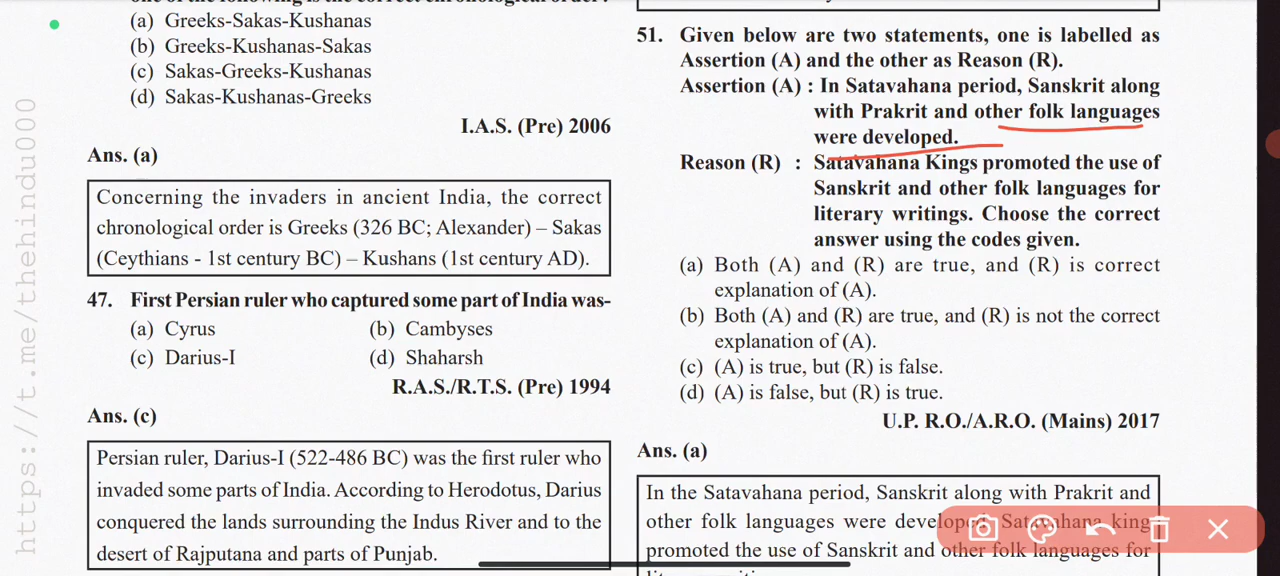 (a) Greeks-Sakas-Kushanas
(b) Greeks-Kushanas-Sakas
(c) Sakas-Greeks-Kushanas
(d) Sakas-Kushanas-Greeks
I.A.S. (Pre) 2006
Ans. (a)
Concerning the invaders in ancient India, the correct
chronological order is Greeks (326 BC; Alexander) – Sakas
(Ceythians - 1st century BC) – Kushans (1st century AD).
47. First Persian ruler who captured some part of India was-
(a) Cyrus (b) Cambyses
(c) Darius-I (d) Shaharsh
R.A.S./R.T.S. (Pre) 1994
Ans. (c)
Persian ruler, Darius-I (522-486 BC) was the first ruler who
invaded some parts of India. According to Herodotus, Darius
conquered the lands surrounding the Indus River and to the
desert of Rajputana and parts of Punjab.
51. Given below are two statements, one is labelled as
Assertion (A) and the other as Reason (R).
Assertion (A) : In Satavahana period, Sanskrit along
with Prakrit and other folk languages
were developed.
Reason (R) : Satavahana Kings promoted the use of
Sanskrit and other folk languages for
literary writings. Choose the correct
answer using the codes given.
(a) Both (A) and (R) are true, and (R) is correct
explanation of (A).
(b) Both (A) and (R) are true, and (R) is not the correct
explanation of (A).
(c) (A) is true, but (R) is false.
(d) (A) is false, but (R) is true.
U.P. R.O./A.R.O. (Mains) 2017
Ans. (a)
In the Satavahana period, Sanskrit along with Prakrit and
other folk languages were developed. Satavahana king
promoted the use of Sanskrit and other folk languages for
https://t.me/thehindu000